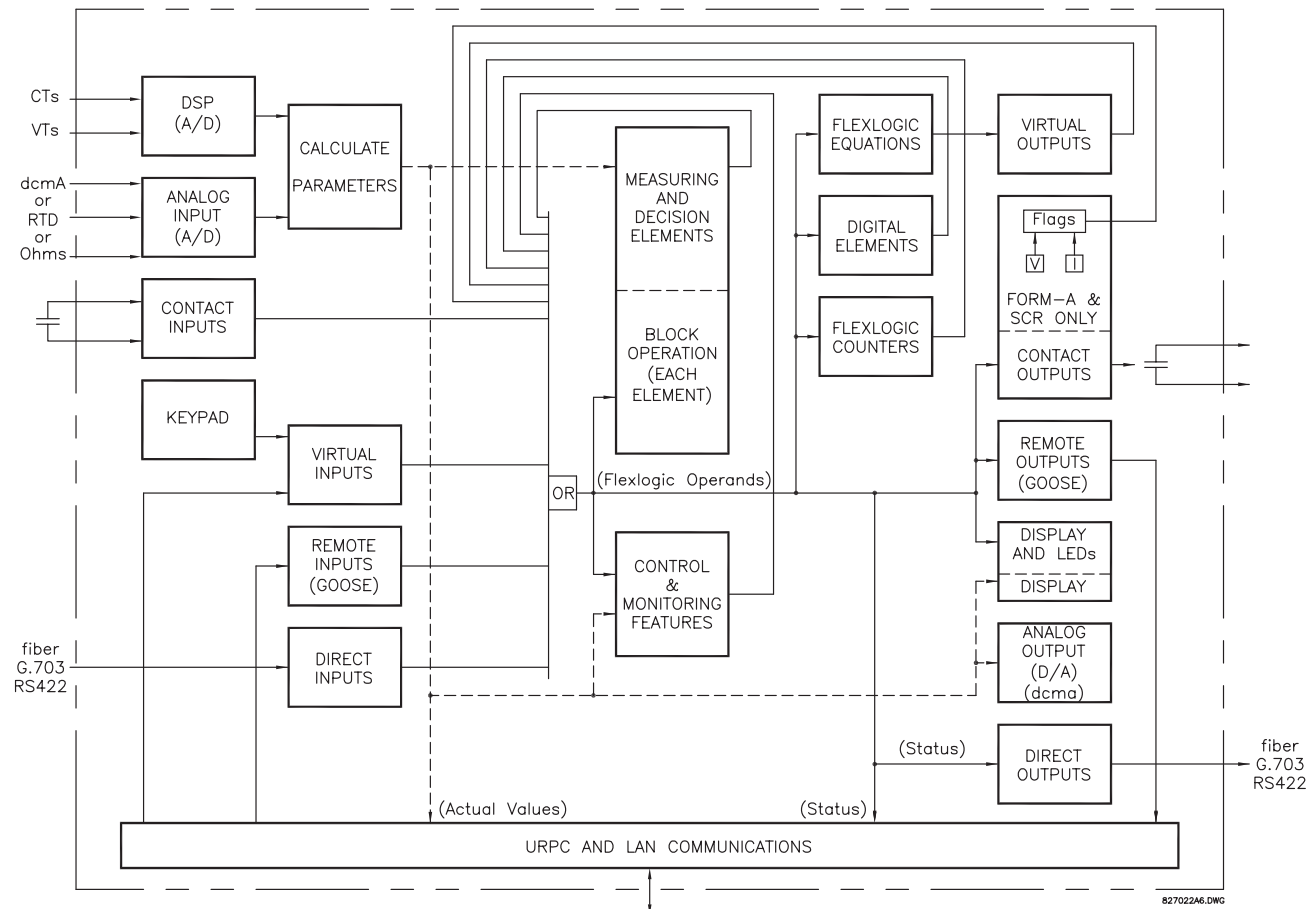 CTs
VTs
dcmA
or
RTD
or
Ohms
DSP
(A/D)
ANALOG
INPUT
(A/D)
CALCULATE
PARAMETERS
CONTACT
INPUTS
KEYPAD
VIRTUAL
INPUTS
REMOTE
INPUTS
(GOOSE)
fiber
G.703
RS422
DIRECT
INPUTS
OR
(Flexlogic Operands)
MEASURING
AND
DECISION
ELEMENTS
BLOCK
OPERATION
(EACH
ELEMENT)
CONTROL
&
MONITORING
FEATURES
FLEXLOGIC
EQUATIONS
DIGITAL
ELEMENTS
FLEXLOGIC
COUNTERS
VIRTUAL
OUTPUTS
Flags
V
I
FORM-A &
SCR ONLY
CONTACT
OUTPUTS
REMOTE
OUTPUTS
(GOOSE)
DISPLAY
AND LEDs
DISPLAY
ANALOG
OUTPUT
(D/A)
(dcma)
(Status)
DIRECT
OUTPUTS
fiber
G.703
RS422
(Actual Values)
(Status)
URPC AND LAN COMMUNICATIONS
827022A6.DWG